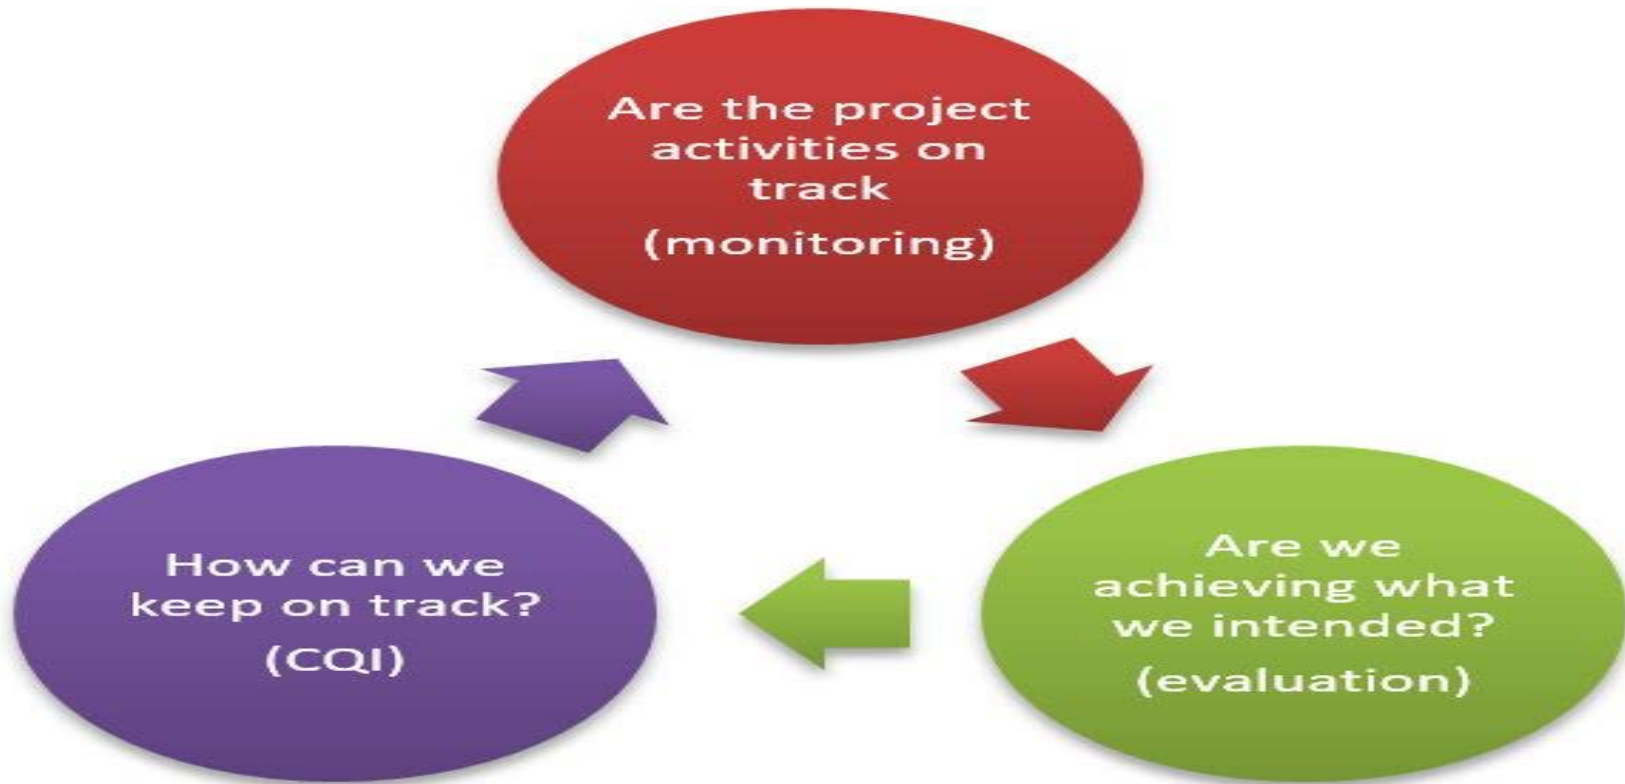 Are the project
activities on
track
(monitoring)
Are we
achieving what
we intended?
(evaluation)
How can we
keep on track?
(CQI)